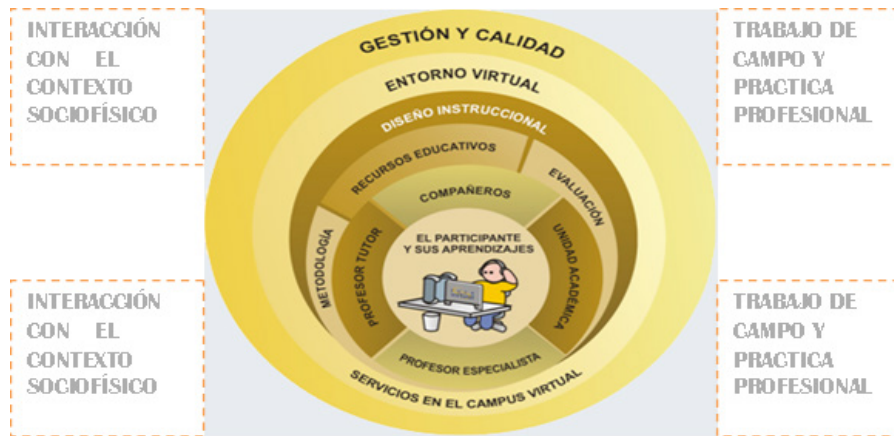 INTERACCIÓN
CON EL
CONTEXTO
SOCIOFÍSICO
TRABAJO DE
CAMPO Y
PRACTICA
PROFESIONAL
GESTIÓN Y CALIDAD
ENTORNO VIRTUAL
DISEÑO INSTRUCCIONAL
RECURSOS EDUCATIVOS
EVALUACIÓN
METODOLOGÍA
COMPAÑEROS
PROFESOR TUTOR
UNIDAD ACADÉMICA
EL PARTICIPANTE
Y SUS APRENDIZAJES
PROFESOR ESPECIALISTA
SERVICIOS EN EL CAMPUS VIRTUAL
INTERACCIÓN
CON EL
CONTEXTO
SOCIOFÍSICO
TRABAJO DE
CAMPO Y
PRACTICA
PROFESIONAL